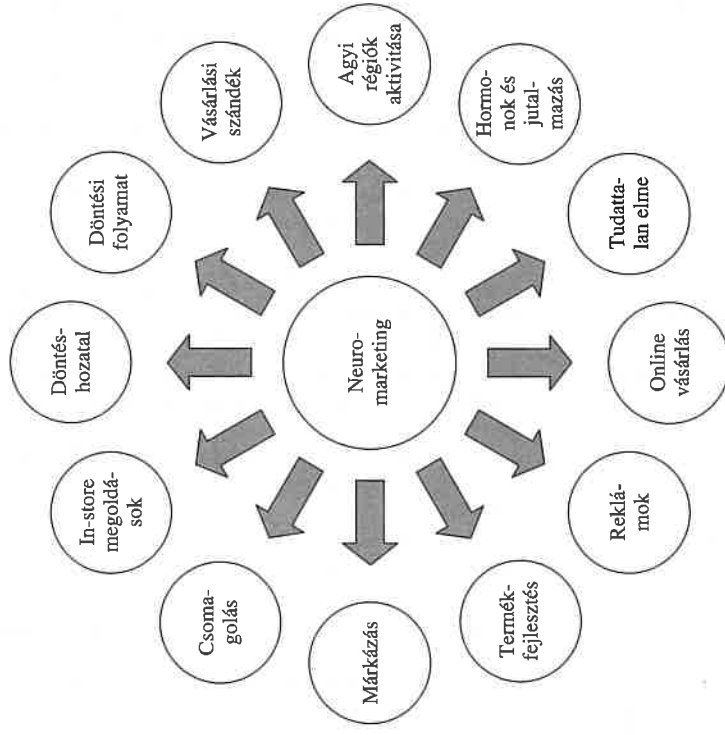 Márkázás
Csoma-
golás
In-store
megoldá-
sok
Döntés-
hozatal
Döntési
folyamat
Vásárlási
szándék
Agyi
régiók
aktivitása
Hormo-
nok és
jutal-
mazás
Tudatta-
lan elme
Online
vásárlás
Reklá-
mok
Termék-
fejlesztés
Neuro-
marketing